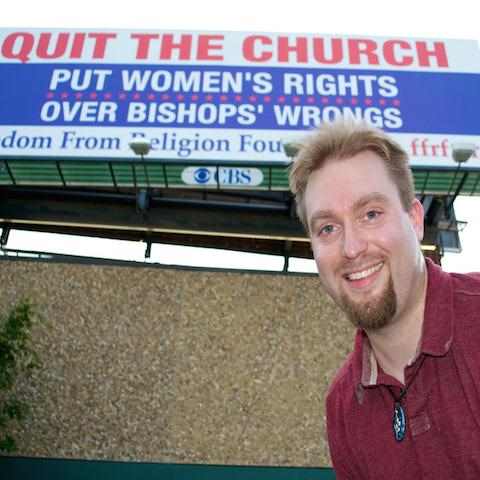 QUIT THE CHURCH
PUT WOMEN'S RIGHTS
OVER BISHOPS' WRONGS
dom From Religion Fou
ffrf
CBS